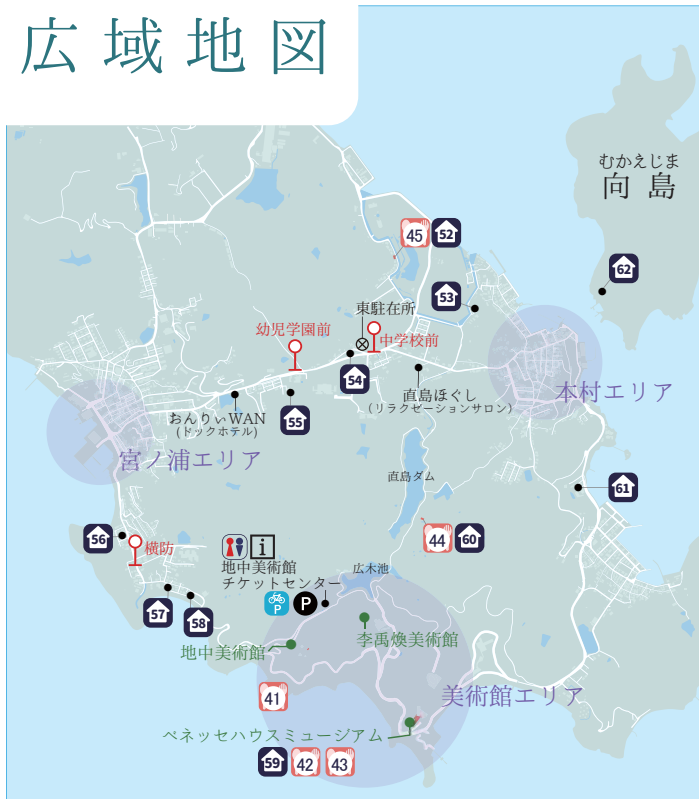 広域地図
むかえじま
向島
45
52
62
53
東駐在所
幼児学園前
中学校前
54
直島ほぐし
(リラクゼーションサロン)
本村エリア
おんりぃWAN
(ドックホテル)
55
宮ノ浦エリア
直島ダム
61
56
横防
44
60
i
地中美術館
チケットセンター
広木池
P
P
57
58
地中美術館
李禹煥美術館
41
美術館エリア
ベネッセハウスミュージアム
59
42
43